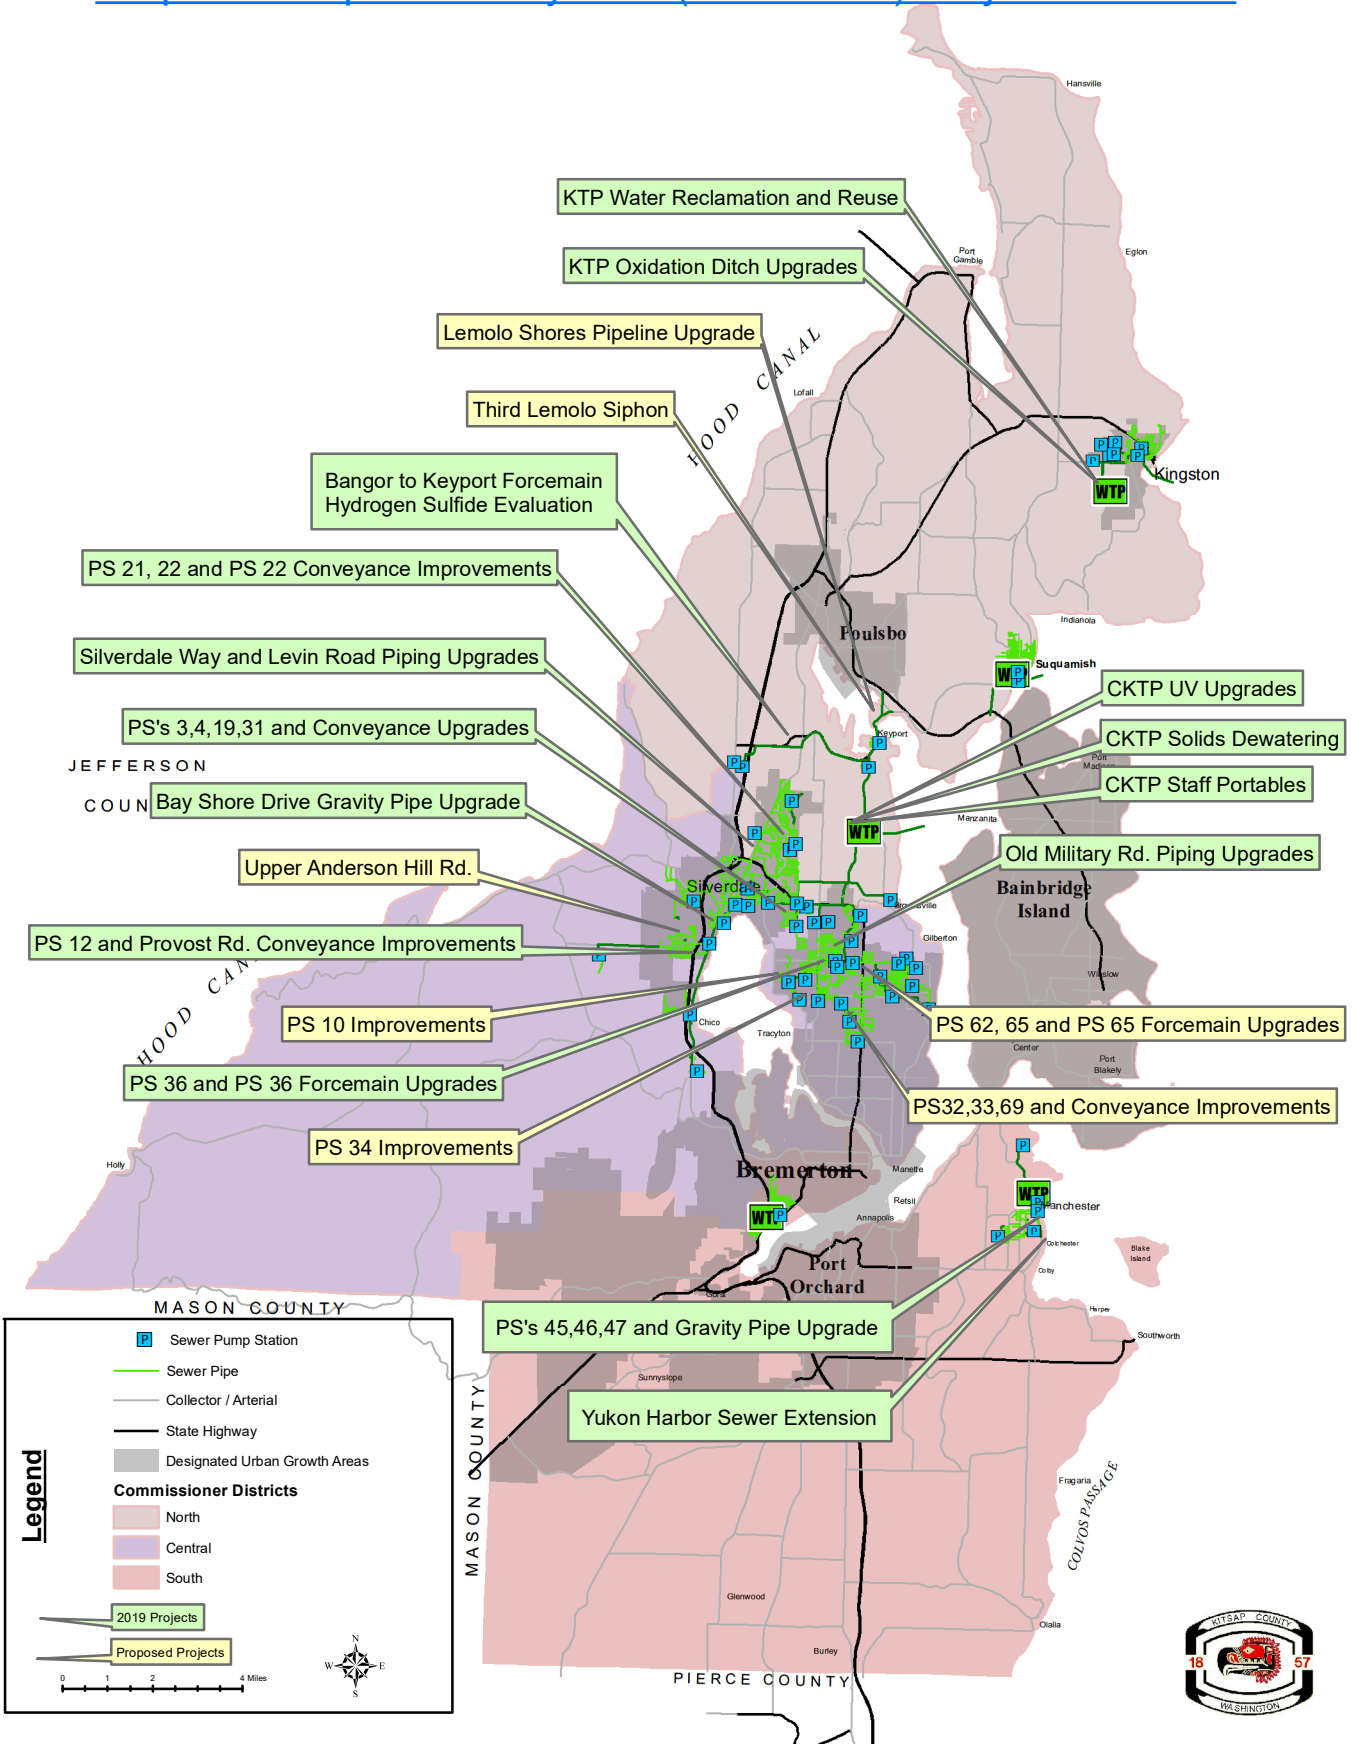 Hansville
KTP Water Reclamation and Reuse
Port
Gamble
Eglon
KTP Oxidation Ditch Upgrades
Lemolo Shores Pipeline Upgrade
HOOD CANAL
Lofall
Third Lemolo Siphon
Kingston
WTP
Bangor to Keyport Forcemain
Hydrogen Sulfide Evaluation
PS 21, 22 and PS 22 Conveyance Improvements
Indianola
Poulsbo
Silverdale Way and Levin Road Piping Upgrades
Suquamish
CKTP UV Upgrades
PS's 3,4,19,31 and Conveyance Upgrades
Keyport
CKTP Solids Dewatering
JEFFERSON
Port
COUN
Bay Shore Drive Gravity Pipe Upgrade
CKTP Staff Portables
Manzanita
WTP
Old Military Rd. Piping Upgrades
Upper Anderson Hill Rd.
Silverdale
Bainbridge
Island
PS 12 and Provost Rd. Conveyance Improvements
Gilberton
Winslow
HOOD CAN
PS 10 Improvements
Chico
Tracyton
PS 62, 65 and PS 65 Forcemain Upgrades
Center
Port
Blakely
PS 36 and PS 36 Forcemain Upgrades
PS32,33,69 and Conveyance Improvements
PS 34 Improvements
Holly
Bremerton
Manette
WTP
Retsil
Manchester
Annapolis
Colchester
Blake
Island
Port
Orchard
Colby
Gorst
MASON COUNTY
Harper
PS's 45,46,47 and Gravity Pipe Upgrade
Southworth
Sunnyslope
Yukon Harbor Sewer Extension
MASON COUNTY
Fragaria
COLVOS PASSAGE
Glenwood
Olalla
Burley
PIERCE COUNTY
Legend
P Sewer Pump Station
Sewer Pipe
Collector / Arterial
State Highway
Designated Urban Growth Areas
Commissioner Districts
North
Central
South
2019 Projects
Proposed Projects
0 1 2 4 Miles
N
W E
S
KITSAP COUNTY
18 57
WASHINGTON